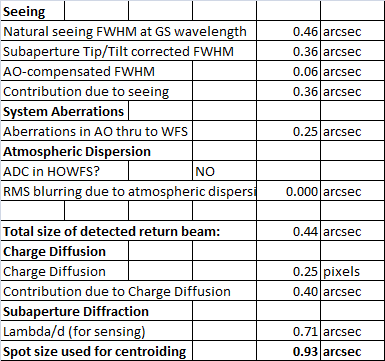 Seeing
Natural seeing FWHM at GS wavelength 0.46 arcsec
Subaperture Tip/Tilt corrected FWHM 0.36 arcsec
AO-compensated FWHM 0.06 arcsec
Contribution due to seeing 0.36 arcsec
System Aberrations
Aberrations in AO thru to WFS 0.25 arcsec
Atmospheric Dispersion
ADC in HOWFS? NO
RMS blurring due to atmospheric dispersi 0.000 arcsec
Total size of detected return beam: 0.44 arcsec
Charge Diffusion
Charge Diffusion 0.25 pixels
Contribution due to Charge Diffusion 0.40 arcsec
Subaperture Diffraction
Lambda/d (for sensing) 0.71 arcsec
Spot size used for centroiding 0.93 arcsec